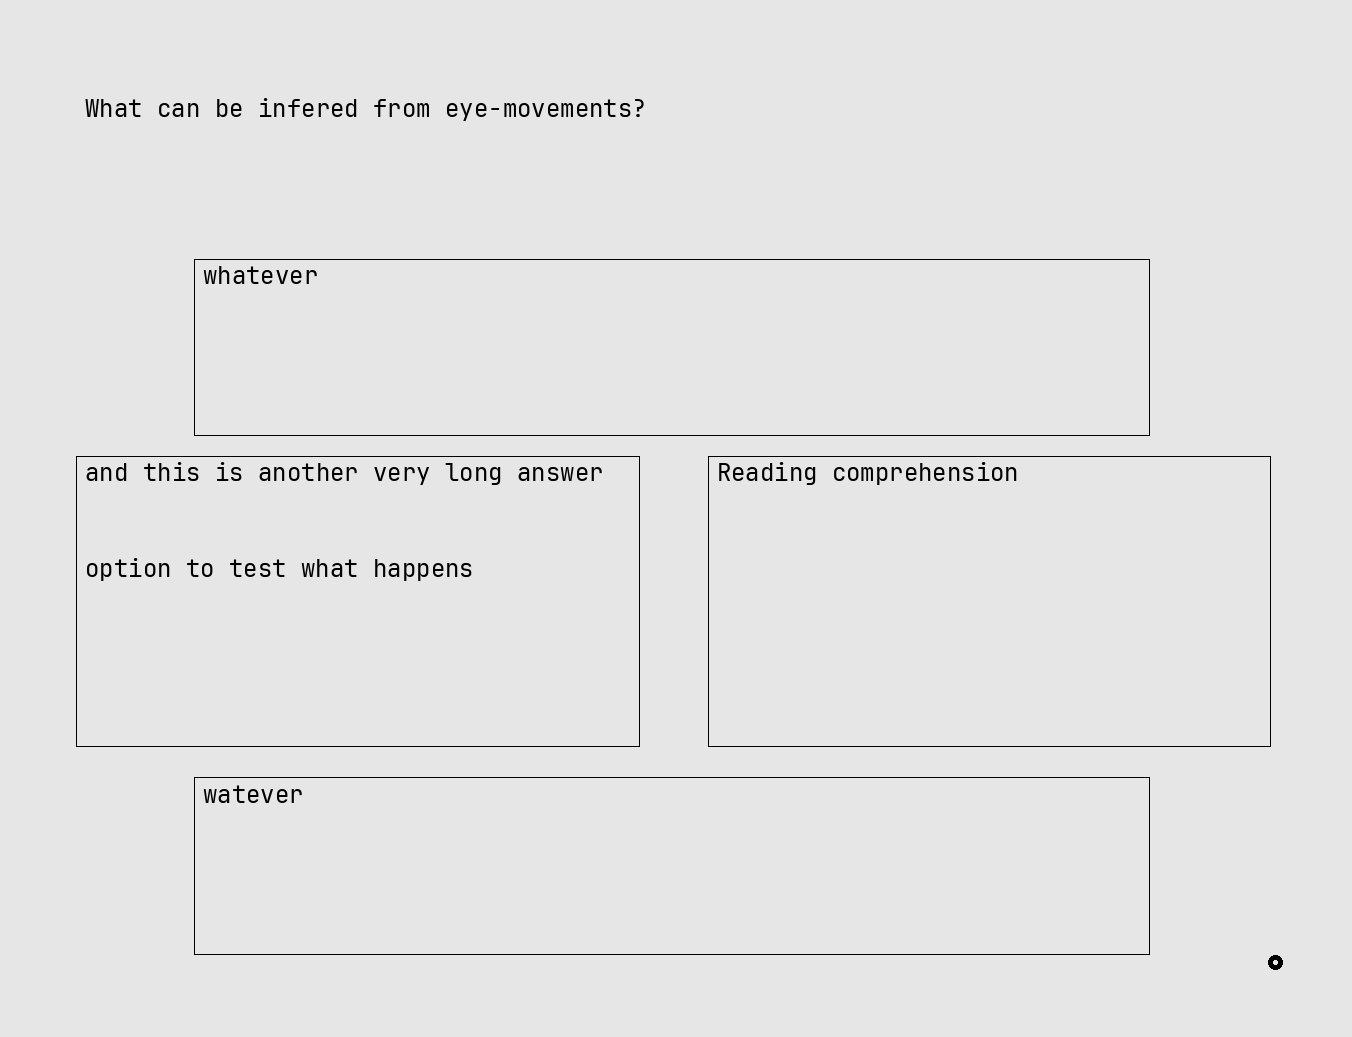 What can be infered from eye-movements?
whatever
and this is another very long answer
option to test what happens
Reading comprehension
watever